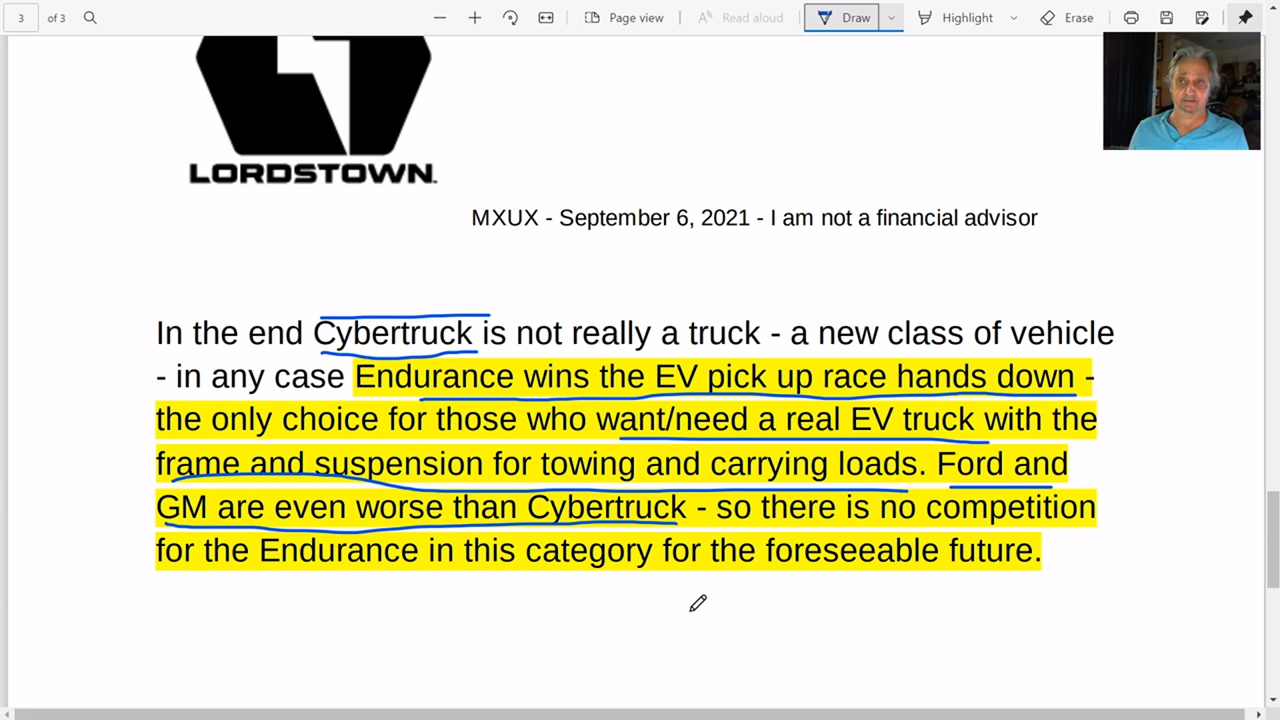 3 of 3 Page view Read aloud Draw Highlight Erase
LORDSTOWN.
MXUX - September 6, 2021 - I am not a financial advisor
In the end Cybertruck is not really a truck - a new class of vehicle
- in any case Endurance wins the EV pick up race hands down -
the only choice for those who want/need a real EV truck with the
frame and suspension for towing and carrying loads. Ford and
GM are even worse than Cybertruck - so there is no competition
for the Endurance in this category for the foreseeable future.